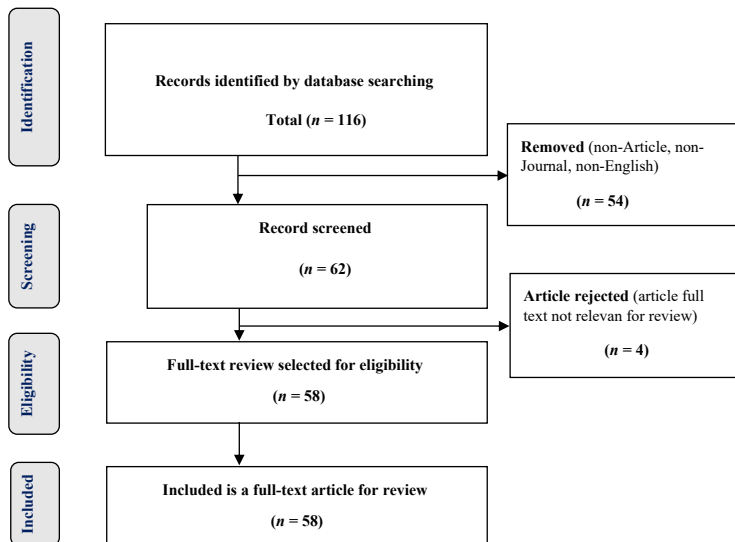 Identification
Records identified by database searching
Total (n = 116)
Removed (non-Article, non-
Journal, non-English)
(n = 54)
Screening
Record screened
(n = 62)
Article rejected (article full
text not relevan for review)
(n = 4)
Eligibility
Full-text review selected for eligibility
(n = 58)
Included
Included is a full-text article for review
(n = 58)